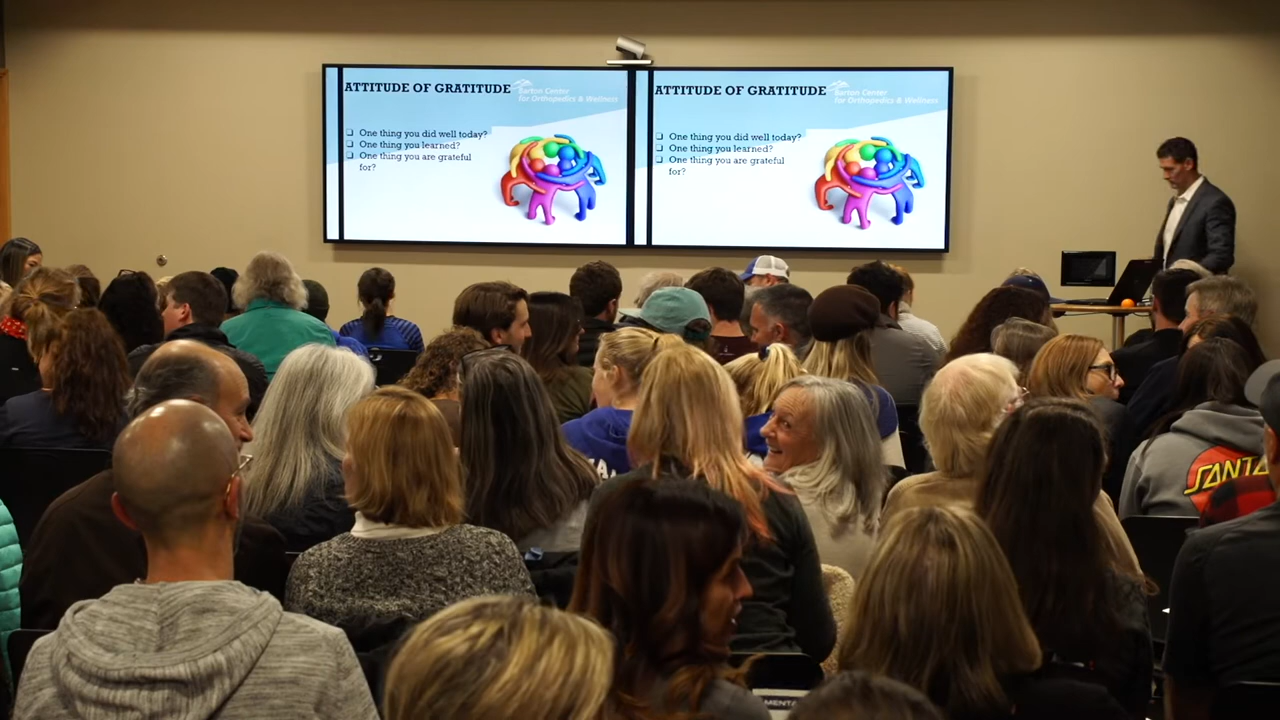 ATTITUDE OF GRATITUDE
Barton Center
for Orthopedics & Wellness
❑ One thing you did well today?
❑ One thing you learned?
❑ One thing you are grateful
for?
ATTITUDE OF GRATITUDE
Barton Center
for Orthopedics & Wellness
❑ One thing you did well today?
❑ One thing you learned?
❑ One thing you are grateful
for?
SANTA